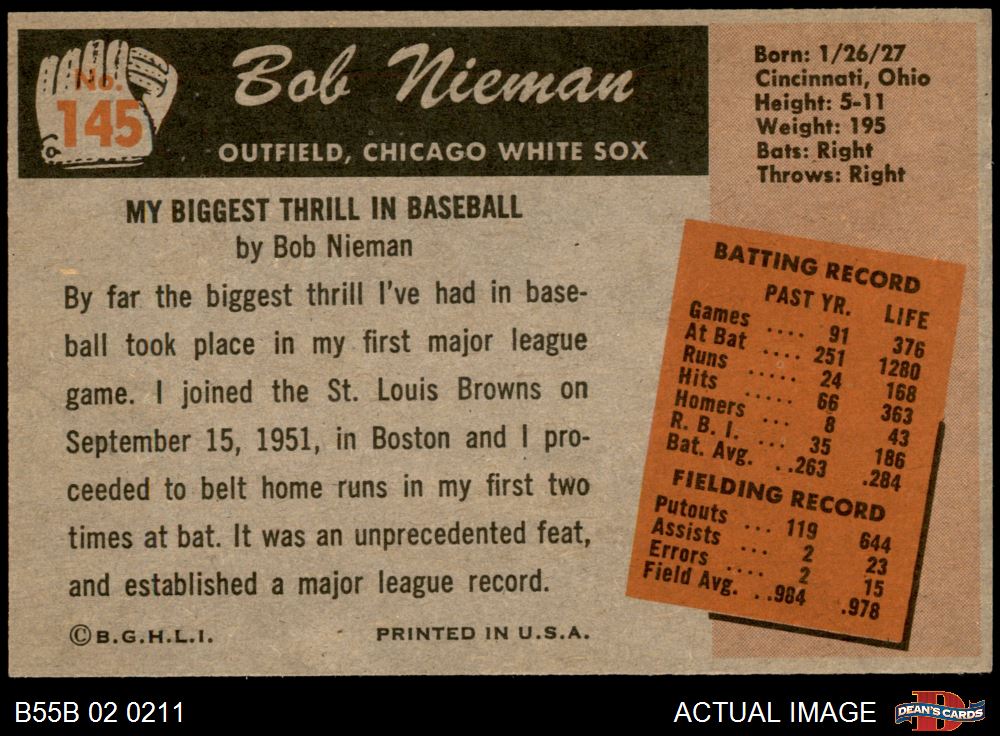 No.
145
Bob Nieman
OUTFIELD, CHICAGO WHITE SOX
Born: 1/26/27
Cincinnati, Ohio
Height: 5-11
Weight: 195
Bats: Right
Throws: Right
MY BIGGEST THRILL IN BASEBALL
by Bob Nieman
By far the biggest thrill I've had in base-
ball took place in my first major league
game. I joined the St. Louis Browns on
September 15, 1951, in Boston and I pro-
ceeded to belt home runs in my first two
times at bat. It was an unprecedented feat,
and established a major league record.
©B.G.H.L.I. PRINTED IN U.S.A.
BATTING RECORD
PAST YR. LIFE
Games .... 91 376
At Bat .... 251 1280
Runs ..... 24 168
Hits ..... 66 363
Homers .... 8 43
R. B. I. ... 35 186
Bat. Avg. ..263 .284
FIELDING RECORD
Putouts ... 119 644
Assists ... 2 23
Errors .... 2 15
Field Avg. ..984 .978
B55B 02 0211
ACTUAL IMAGE
DEAN'S CARDS